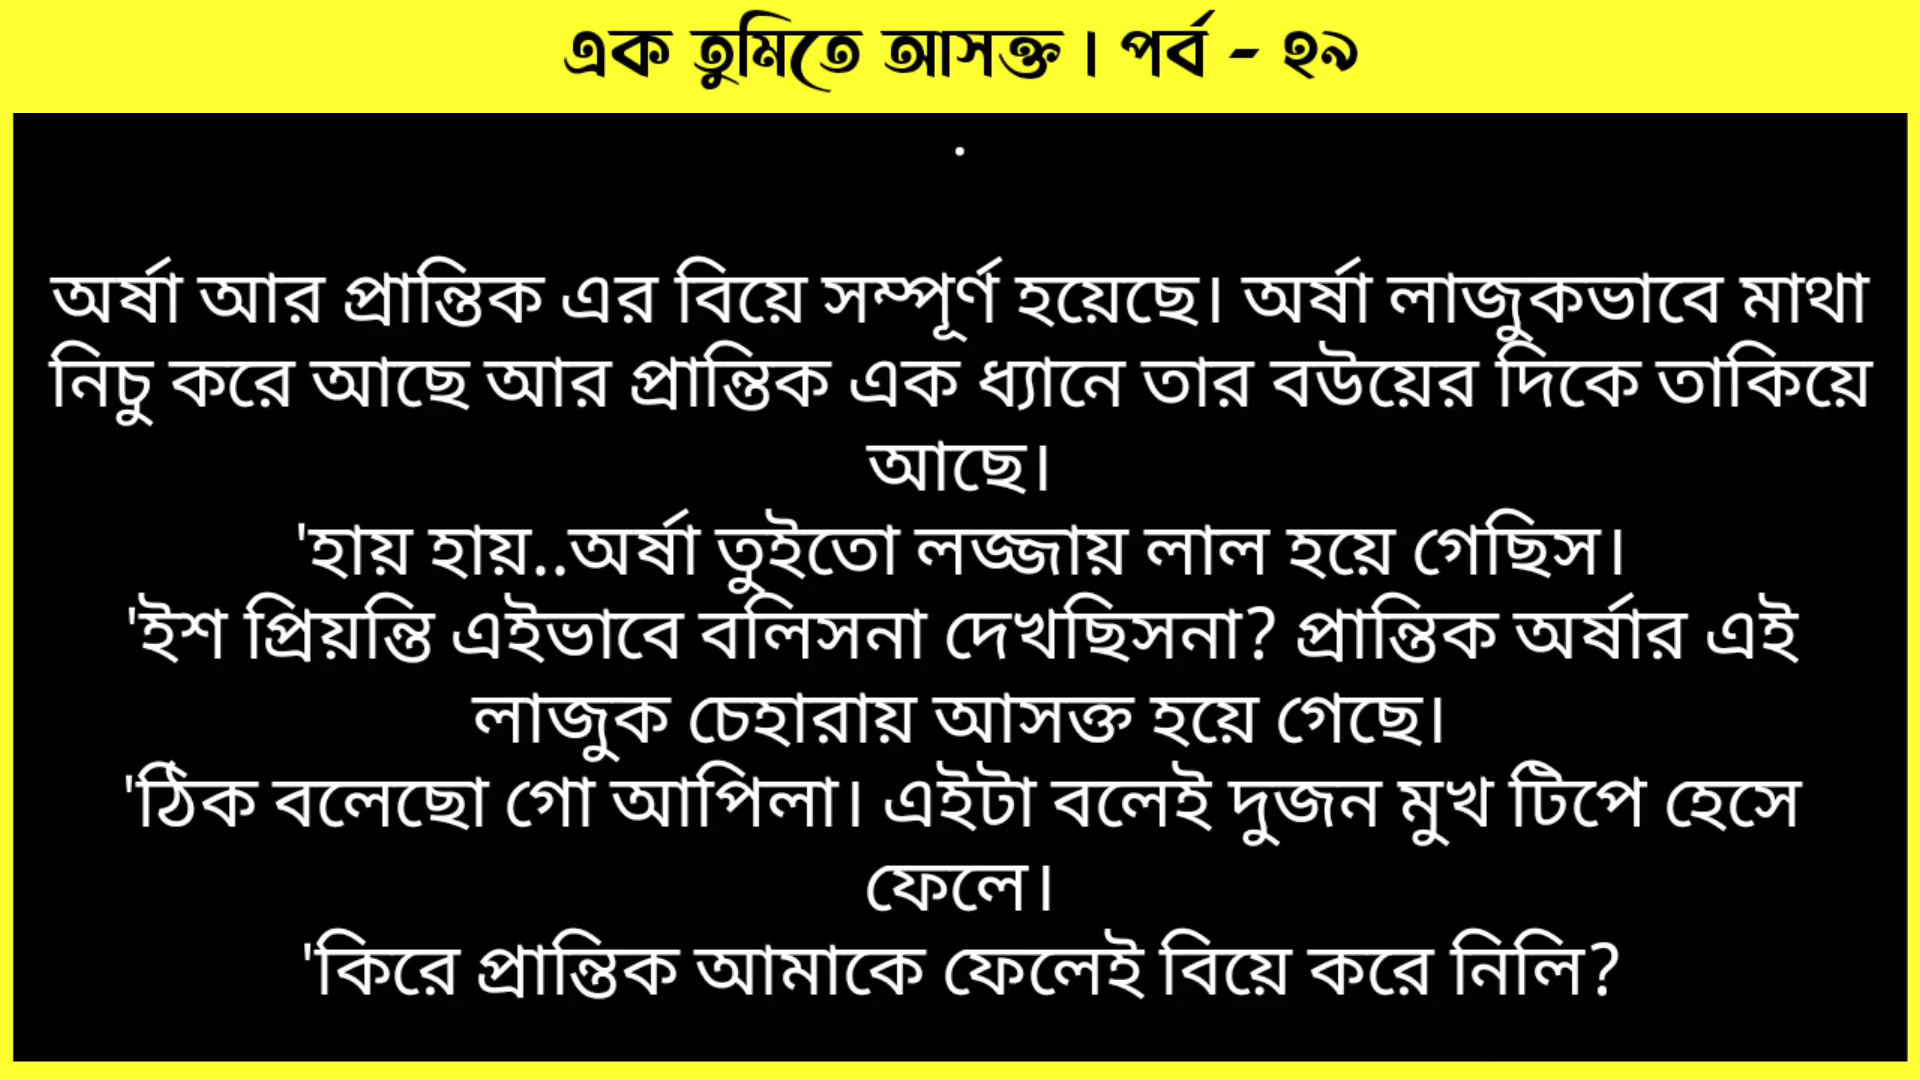 এক তুমিতে আসক্ত । পর্ব - ২৯
.
অর্ষা আর প্রান্তিক এর বিয়ে সম্পূর্ণ হয়েছে। অর্ষা লাজুকভাবে মাথা
নিচু করে আছে আর প্রান্তিক এক ধ্যানে তার বউয়ের দিকে তাকিয়ে
আছে।
'হায় হায়..অর্ষা তুইতো লজ্জায় লাল হয়ে গেছিস।
'ইশ প্রিয়ন্তি এইভাবে বলিসনা দেখছিসনা? প্রান্তিক অর্ষার এই
লাজুক চেহারায় আসক্ত হয়ে গেছে।
'ঠিক বলেছো গো আপিলা। এইটা বলেই দুজন মুখ টিপে হেসে
ফেলে।
'কিরে প্রান্তিক আমাকে ফেলেই বিয়ে করে নিলি?